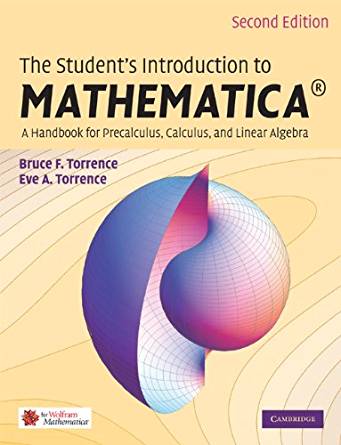 Second Edition
The Student's Introduction to
MATHEMATICA®
A Handbook for Precalculus, Calculus, and Linear Algebra
Bruce F. Torrence
Eve A. Torrence
for Wolfram
Mathematica®
CAMBRIDGE